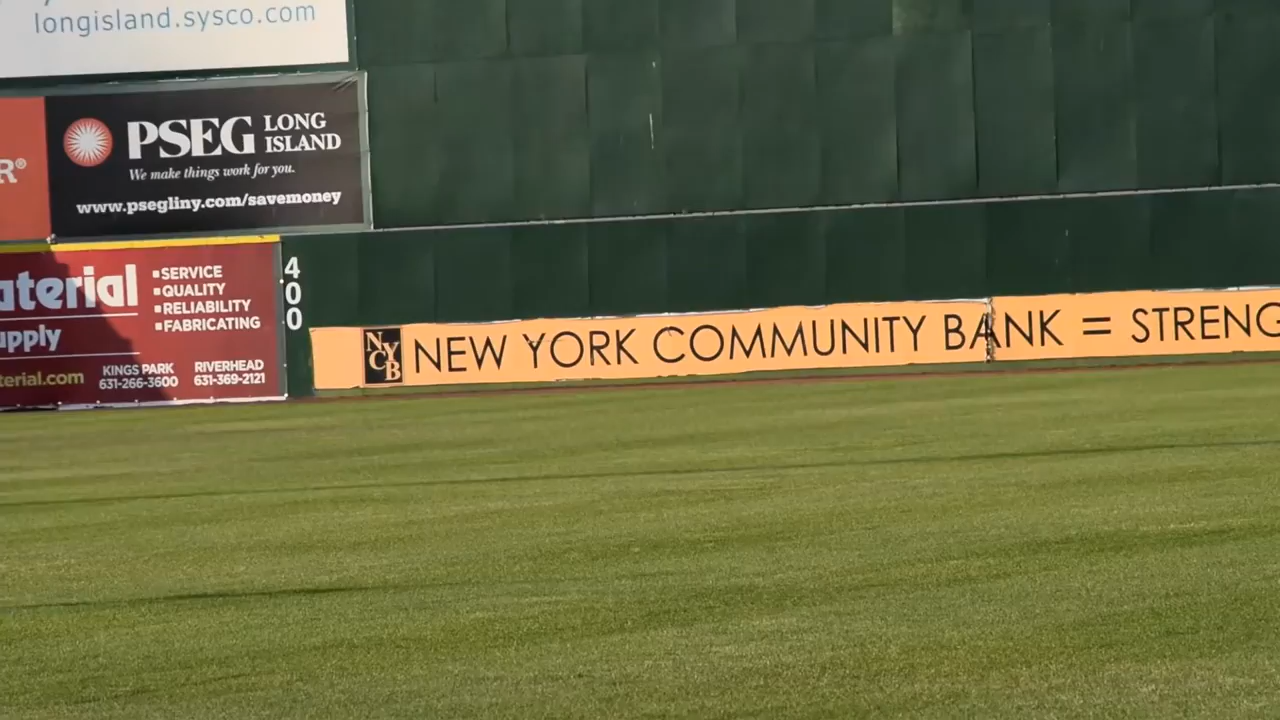 longisland.sysco.com
R®
PSEG LONG ISLAND
We make things work for you.
www.psegliny.com/savemoney
aterial
upply
terial.com
▪SERVICE
▪QUALITY
▪RELIABILITY
▪FABRICATING
KINGS PARK
631-266-3600
RIVERHEAD
631-369-2121
400
NYCB
NEW YORK COMMUNITY BANK = STRENG